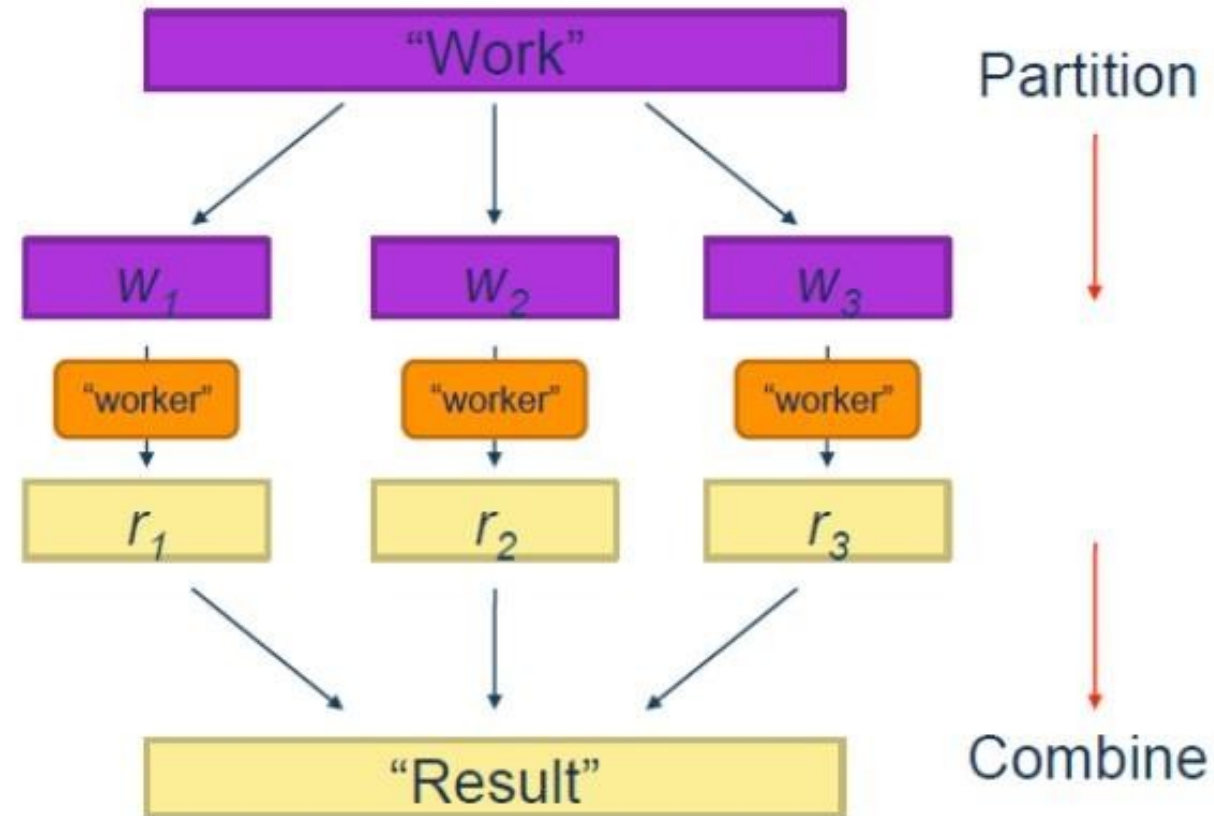 “Work”
Partition
w₁
w₂
w₃
“worker”
“worker”
“worker”
r₁
r₂
r₃
“Result”
Combine